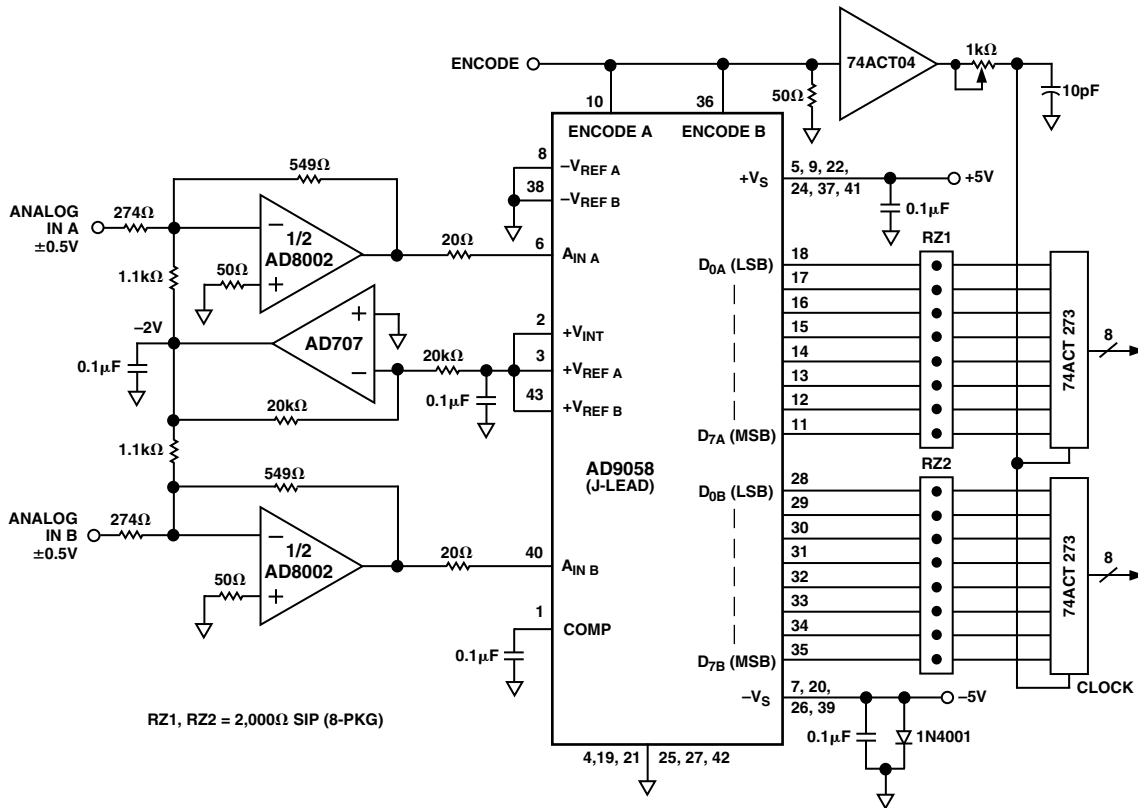 ENCODE
74ACT04
1kΩ
10pF
50Ω
10
36
ENCODE A
ENCODE B
8
–VREF A
38
–VREF B
+VS
5, 9, 22,
24, 37, 41
+5V
0.1µF
549Ω
ANALOG
IN A
±0.5V
274Ω
–
1/2
AD8002
+
50Ω
20Ω
6
AIN A
1.1kΩ
–2V
0.1µF
AD707
+
–
20kΩ
20kΩ
0.1µF
2
+VINT
3
+VREF A
43
+VREF B
RZ1
D0A (LSB)
18
17
16
15
14
13
12
11
D7A (MSB)
74ACT 273
8
AD9058
(J-LEAD)
1.1kΩ
549Ω
ANALOG
IN B
±0.5V
274Ω
–
1/2
AD8002
+
50Ω
20Ω
40
AIN B
1
COMP
0.1µF
RZ2
D0B (LSB)
28
29
30
31
32
33
34
35
D7B (MSB)
74ACT 273
8
CLOCK
–VS
7, 20,
26, 39
–5V
0.1µF
1N4001
RZ1, RZ2 = 2,000Ω SIP (8-PKG)
4,19, 21
25, 27, 42